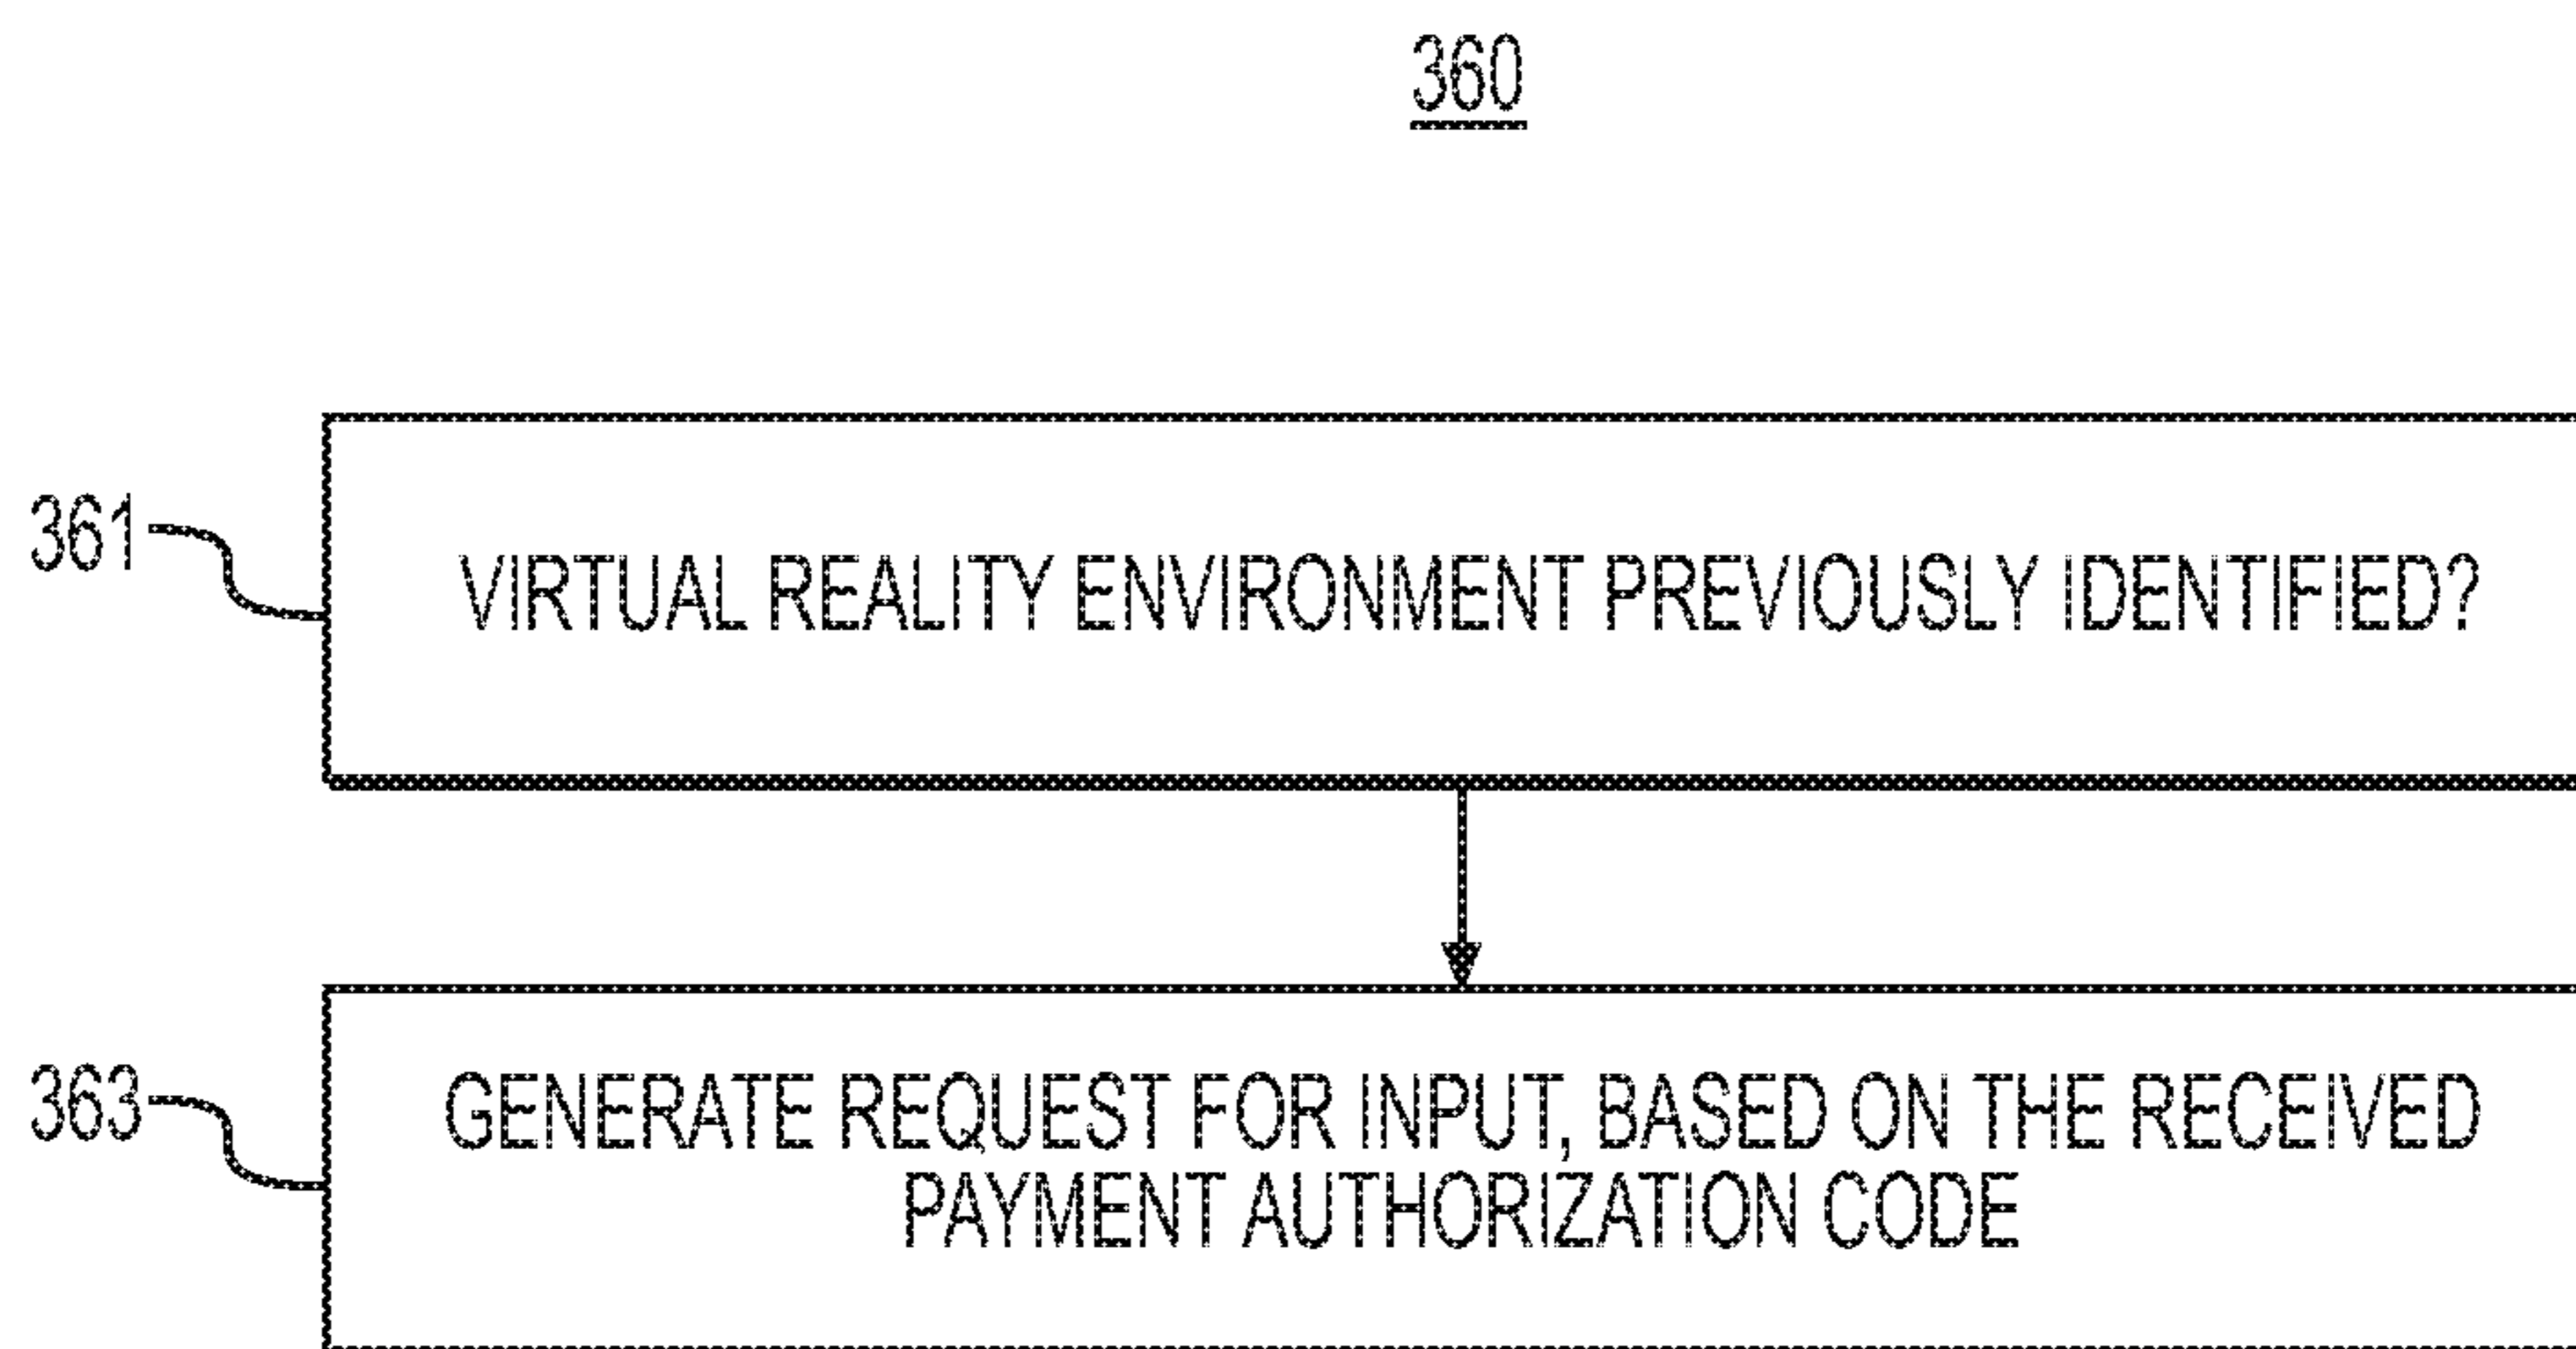 360
361
VIRTUAL REALITY ENVIRONMENT PREVIOUSLY IDENTIFIED?
363
GENERATE REQUEST FOR INPUT, BASED ON THE RECEIVED
PAYMENT AUTHORIZATION CODE